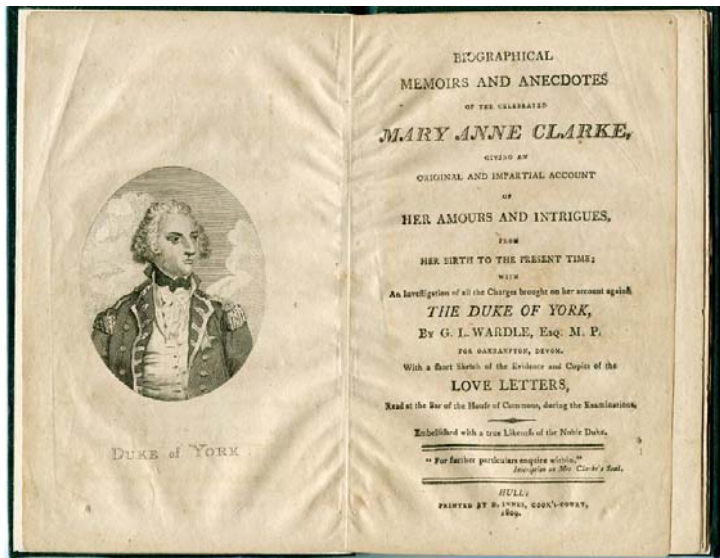 DUKE of YORK.
BIOGRAPHICAL
MEMOIRS AND ANECDOTES
OF THE CELEBRATED
MARY ANNE CLARKE,
GIVING AN
ORIGINAL AND IMPARTIAL ACCOUNT
OF
HER AMOURS AND INTRIGUES,
FROM
HER BIRTH TO THE PRESENT TIME;
WITH
An Inveſtigation of all the Charges brought on her account againſt
THE DUKE OF YORK,
BY G. L. WARDLE, ESQ. M. P.
FOR OAKHAMPTON, DEVON.
With a ſhort Sketch of the Evidence and Copies of the
LOVE LETTERS,
Read at the Bar of the Houſe of Commons, during the Examinations,
Embelliſhed with a true Likeneſs of the Noble Duke.
"For further particulars enquire within,"
Inſcription on Mrs Clarke's Seal.
HULL:
PRINTED BY D. INNES, COOK'S-COURT,
1809.